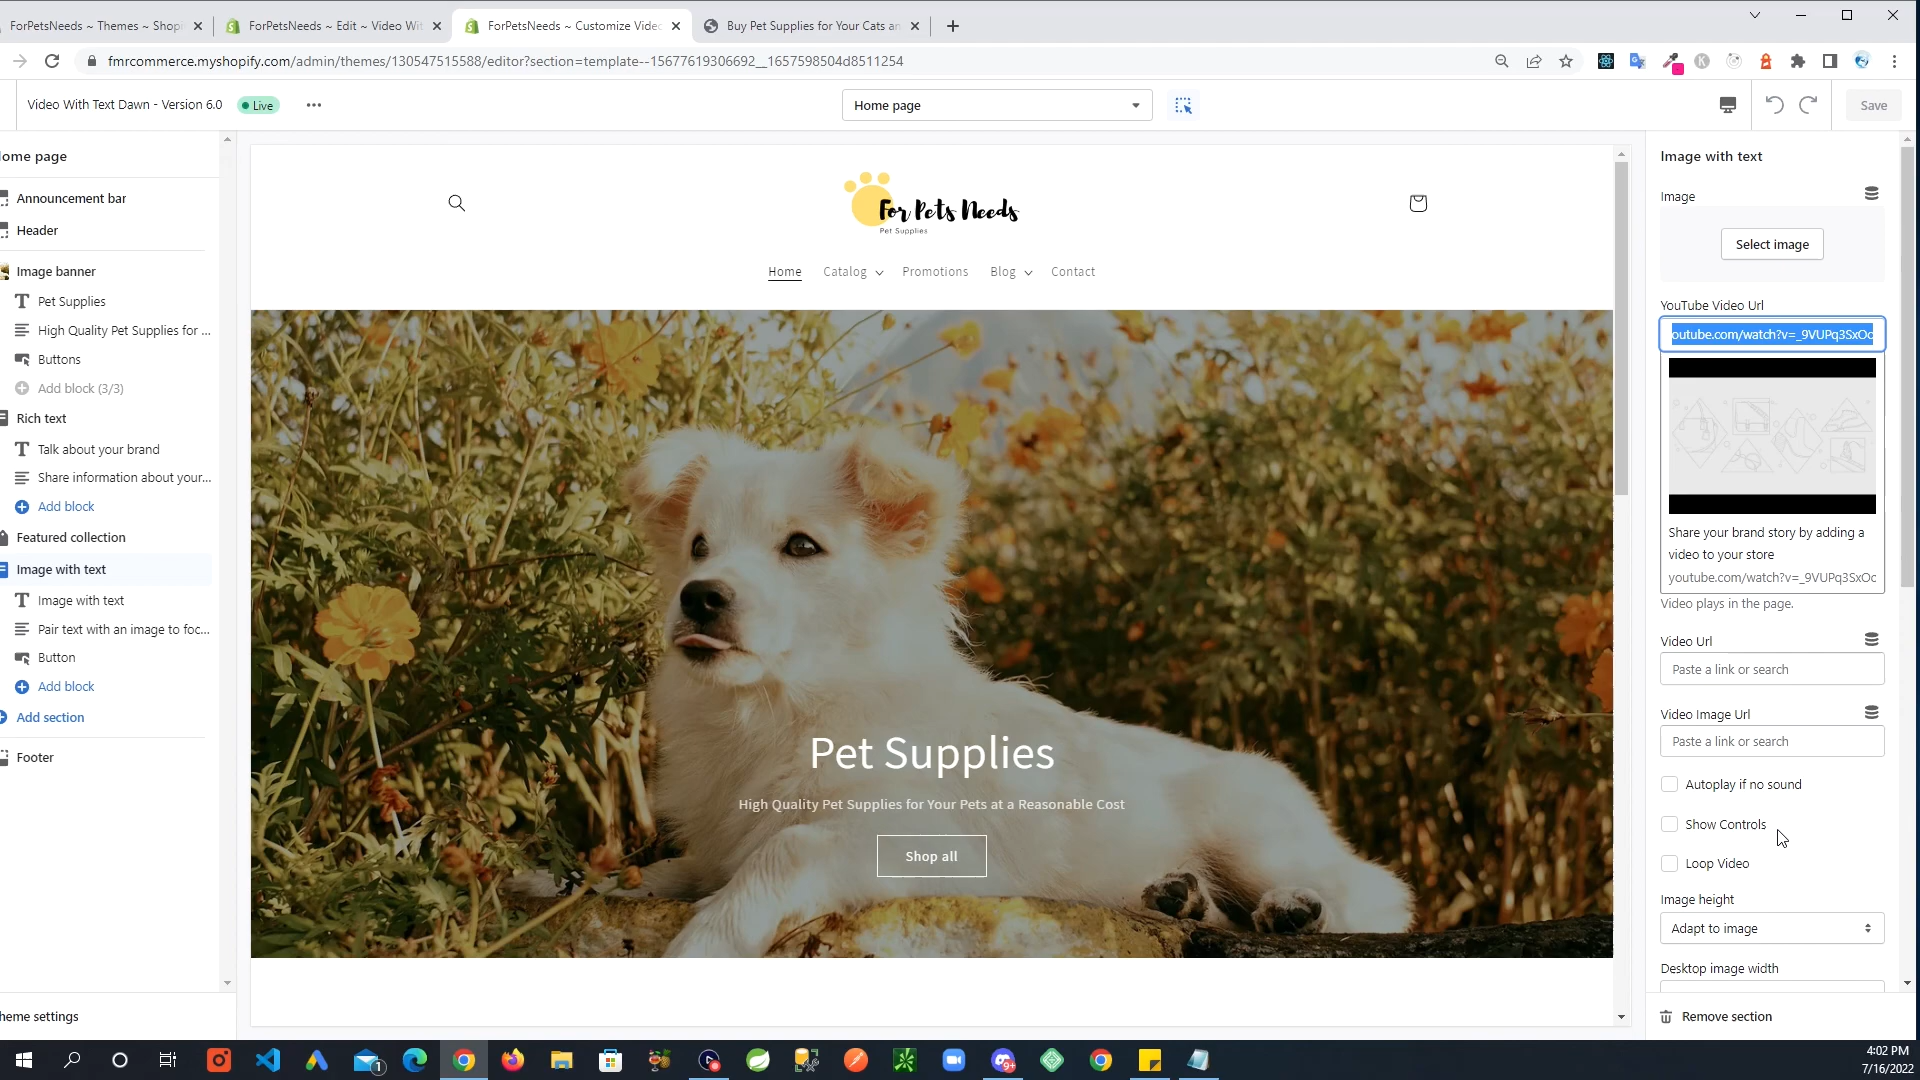 ForPetsNeeds ~ Themes ~ Shopi
ForPetsNeeds ~ Edit ~ Video Wit
ForPetsNeeds ~ Customize Video
Buy Pet Supplies for Your Cats an
fmrcommerce.myshopify.com/admin/themes/130547515588/editor?section=template--15677619306692__1657598504d8511254
Video With Text Dawn - Version 6.0
Live
Home page
Save
ome page
Announcement bar
Header
Image banner
Pet Supplies
High Quality Pet Supplies for ...
Buttons
Add block (3/3)
Rich text
Talk about your brand
Share information about your...
Add block
Featured collection
Image with text
Image with text
Pair text with an image to foc...
Button
Add block
Add section
Footer
heme settings
For Pets Needs
Pet Supplies
Home
Catalog
Promotions
Blog
Contact
Pet Supplies
High Quality Pet Supplies for Your Pets at a Reasonable Cost
Shop all
Image with text
Image
Select image
YouTube Video Url
outube.com/watch?v=_9VUPq3SxOc
Share your brand story by adding a
video to your store
youtube.com/watch?v=_9VUPq3SxOc
Video plays in the page.
Video Url
Paste a link or search
Video Image Url
Paste a link or search
Autoplay if no sound
Show Controls
Loop Video
Image height
Adapt to image
Desktop image width
Remove section
1
9+
4:02 PM
7/16/2022